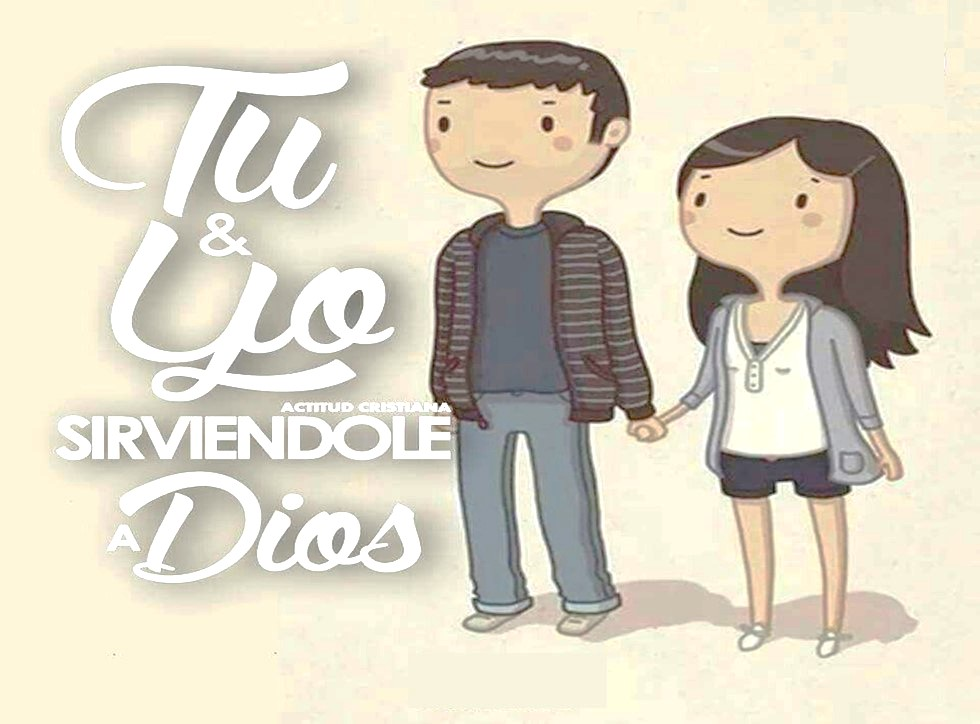 Tu
&
Yo
ACTITUD CRISTIANA
SIRVIENDOLE
A Dios